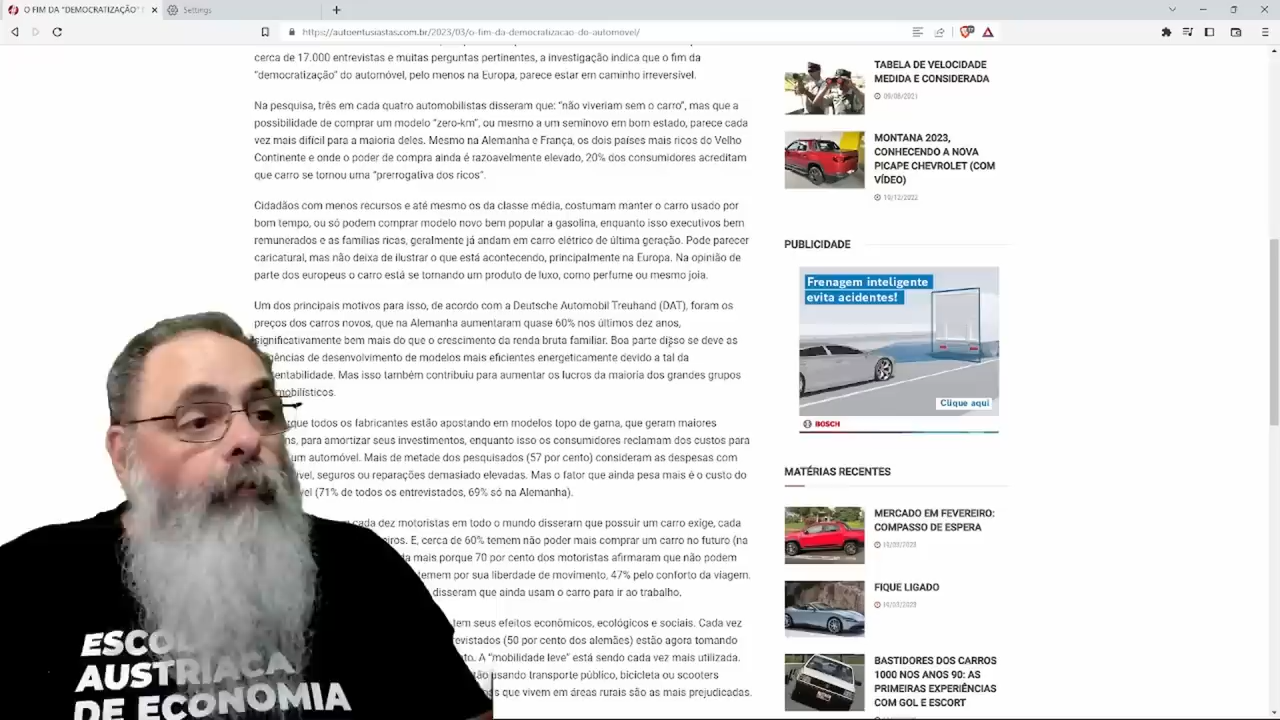 O FIM DA "DEMOCRATIZAÇÃO"
Settings
https://autoentusiastas.com.br/2023/03/o-fim-da-democratizacao-do-automovel/
cerca de 17.000 entrevistas e muitas perguntas pertinentes, a investigação indica que o fim da
"democratização" do automóvel, pelo menos na Europa, parece estar em caminho irreversível.
Na pesquisa, três em cada quatro automobilistas disseram que: "não viveriam sem o carro", mas que a
possibilidade de comprar um modelo "zero-km", ou mesmo a um seminovo em bom estado, parece cada
vez mais difícil para a maioria deles. Mesmo na Alemanha e França, os dois países mais ricos do Velho
Continente e onde o poder de compra ainda é razoavelmente elevado, 20% dos consumidores acreditam
que carro se tornou uma "prerrogativa dos ricos".
Cidadãos com menos recursos e até mesmo os da classe média, costumam manter o carro usado por
bom tempo, ou só podem comprar modelo novo bem popular a gasolina, enquanto isso executivos bem
remunerados e as famílias ricas, geralmente já andam em carro elétrico de última geração. Pode parecer
caricatural, mas não deixa de ilustrar o que está acontecendo, principalmente na Europa. Na opinião de
parte dos europeus o carro está se tornando um produto de luxo, como perfume ou mesmo joia.
Um dos principais motivos para isso, de acordo com a Deutsche Automobil Treuhand (DAT), foram os
preços dos carros novos, que na Alemanha aumentaram quase 60% nos últimos dez anos,
significativamente bem mais do que o crescimento da renda bruta familiar. Boa parte disso se deve as
ências de desenvolvimento de modelos mais eficientes energeticamente devido a tal da
entabilidade. Mas isso também contribuiu para aumentar os lucros da maioria dos grandes grupos
mobilísticos.
que todos os fabricantes estão apostando em modelos topo de gama, que geram maiores
s, para amortizar seus investimentos, enquanto isso os consumidores reclamam dos custos para
um automóvel. Mais de metade dos pesquisados (57 por cento) consideram as despesas com
ível, seguros ou reparações demasiado elevadas. Mas o fator que ainda pesa mais é o custo do
vel (71% de todos os entrevistados, 69% só na Alemanha).
cada dez motoristas em todo o mundo disseram que possuir um carro exige, cada
iros. E, cerca de 60% temem não poder mais comprar um carro no futuro (na
da mais porque 70 por cento dos motoristas afirmaram que não podem
temem por sua liberdade de movimento, 47% pelo conforto da viagem.
disseram que ainda usam o carro para ir ao trabalho.
tem seus efeitos econômicos, ecológicos e sociais. Cada vez
revistados (50 por cento dos alemães) estão agora tomando
to. A "mobilidade leve" está sendo cada vez mais utilizada.
usando transporte público, bicicleta ou scooters
s que vivem em áreas rurais são as mais prejudicadas.
TABELA DE VELOCIDADE
MEDIDA E CONSIDERADA
09/08/2021
MONTANA 2023,
CONHECENDO A NOVA
PICAPE CHEVROLET (COM
VÍDEO)
19/12/2022
PUBLICIDADE
Frenagem inteligente
evita acidentes!
Clique aqui
BOSCH
MATÉRIAS RECENTES
MERCADO EM FEVEREIRO:
COMPASSO DE ESPERA
10/03/2023
FIQUE LIGADO
10/03/2023
BASTIDORES DOS CARROS
1000 NOS ANOS 90: AS
PRIMEIRAS EXPERIÊNCIAS
COM GOL E ESCORT
ESCO
AUSTRÍACA
DE ECONOMIA